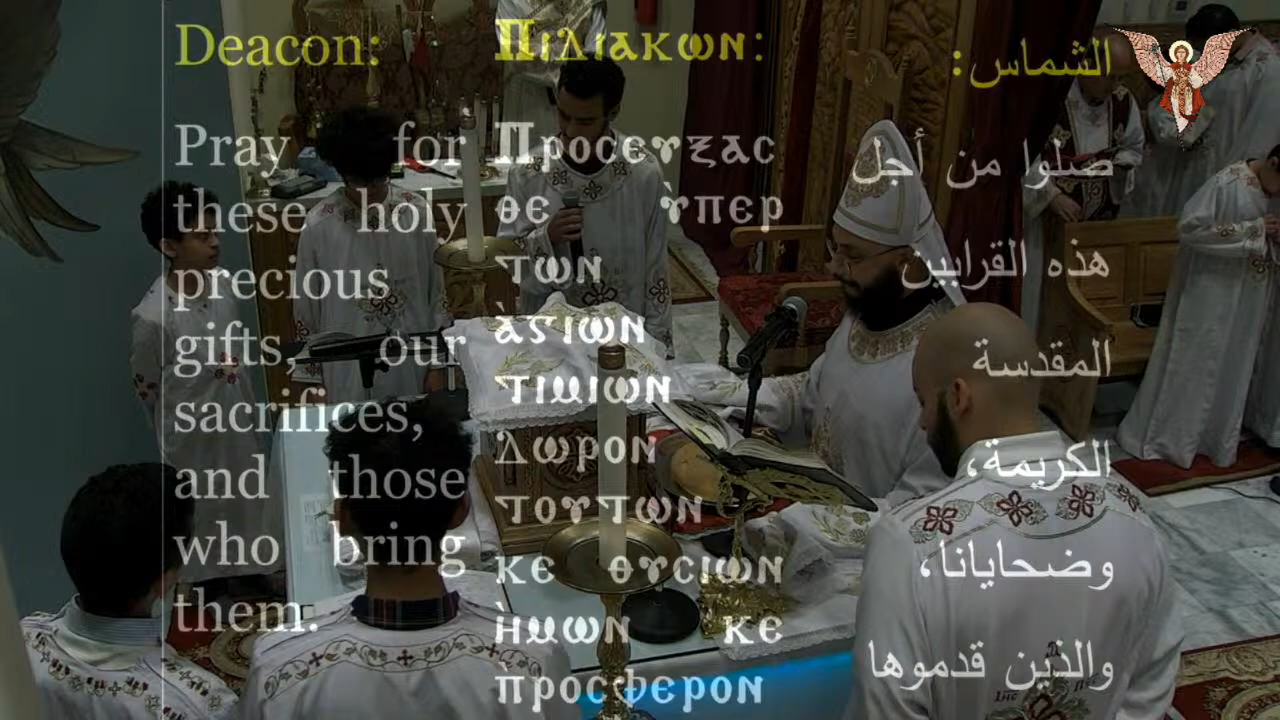 Deacon:
Pray for
these holy
precious
gifts, our
sacrifices,
and those
who bring
them.
Ⲡⲓⲇⲓⲁⲕⲱⲛ:
Ⲡⲣⲟⲥⲉⲩⲝⲁⲥ
ⲑⲉ ⲩ̀ⲡⲉⲣ
ⲧⲱⲛ
ⲁ̀ⲅⲓⲱⲛ
ⲧⲓⲙⲓⲱⲛ
ⲇⲱⲣⲟⲛ
ⲧⲟⲩⲧⲱⲛ
ⲕⲉ ⲑⲩⲥⲓⲱⲛ
ⲏ̀ⲙⲱⲛ ⲕⲉ
ⲡ̀ⲣⲟⲥⲫⲉⲣⲟⲛ
الشماس:
صلوا من أجل
هذه القرابين
المقدسة
الكريمة،
وضحايانا،
والذين قدموها